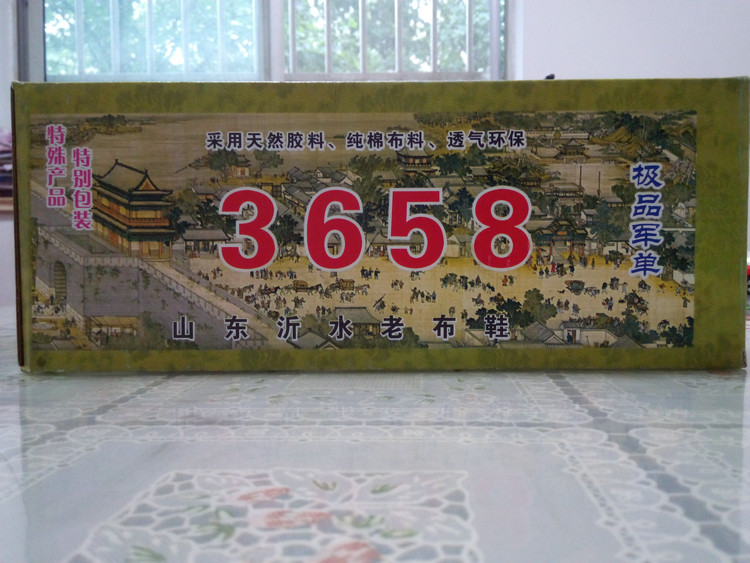 采用天然胶料、纯棉布料、透气环保
特殊产品
特别包装
3658
极品军单
山东沂水老布鞋